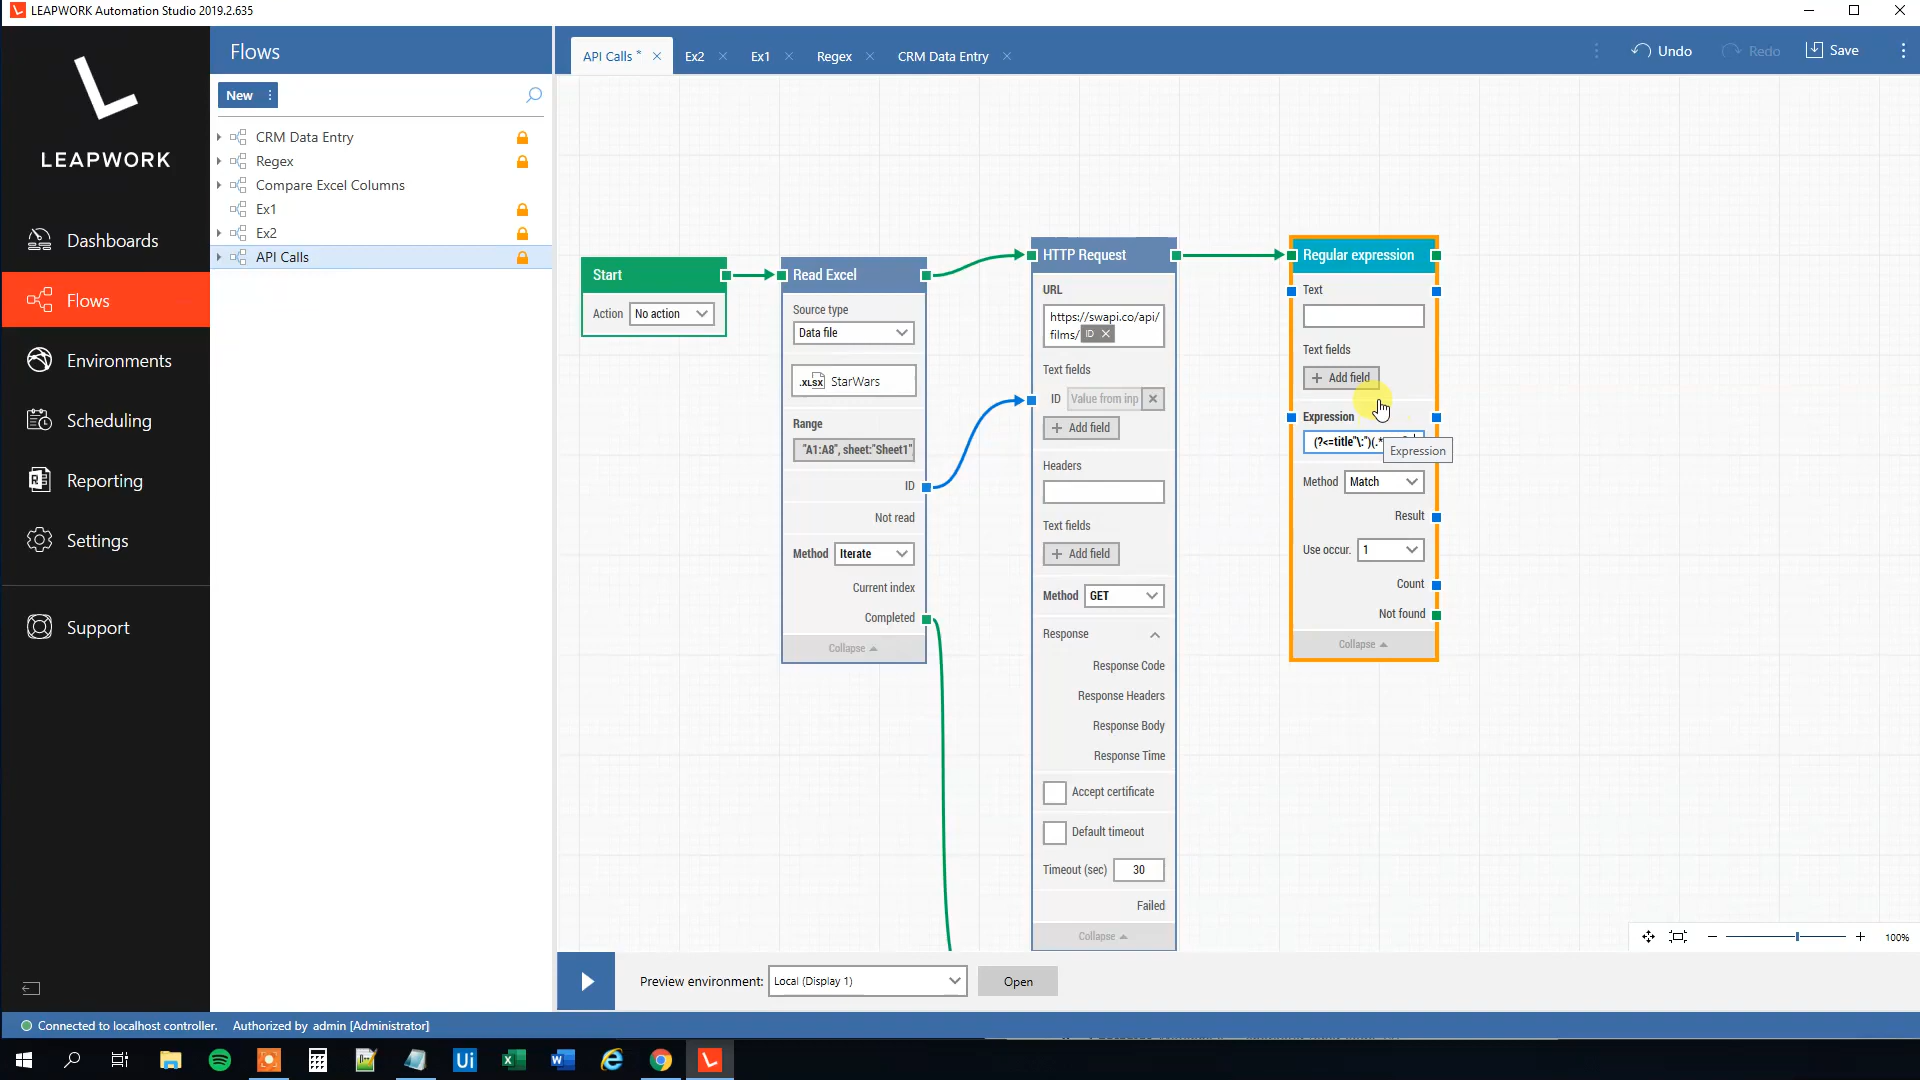 LEAPWORK Automation Studio 2019.2.635
LEAPWORK
Dashboards
Flows
Environments
Scheduling
Reporting
Settings
Support
Flows
New
CRM Data Entry
Regex
Compare Excel Columns
Ex1
Ex2
API Calls
API Calls *
Ex2
Ex1
Regex
CRM Data Entry
Undo
Redo
Save
Start
Action No action
Read Excel
Source type
Data file
.XLSX StarWars
Range
"A1:A8", sheet:"Sheet1"
ID
Not read
Method Iterate
Current index
Completed
Collapse
HTTP Request
URL
https://swapi.co/api/
films/ ID
Text fields
ID Value from inp
+ Add field
Headers
Text fields
+ Add field
Method GET
Response
Response Code
Response Headers
Response Body
Response Time
Accept certificate
Default timeout
Timeout (sec) 30
Failed
Collapse
Regular expression
Text
Text fields
+ Add field
Expression
(?<=title"\:")(.*
Expression
Method Match
Result
Use occur. 1
Count
Not found
Collapse
100%
Preview environment: Local (Display 1)
Open
Connected to localhost controller. Authorized by admin [Administrator]
Ui